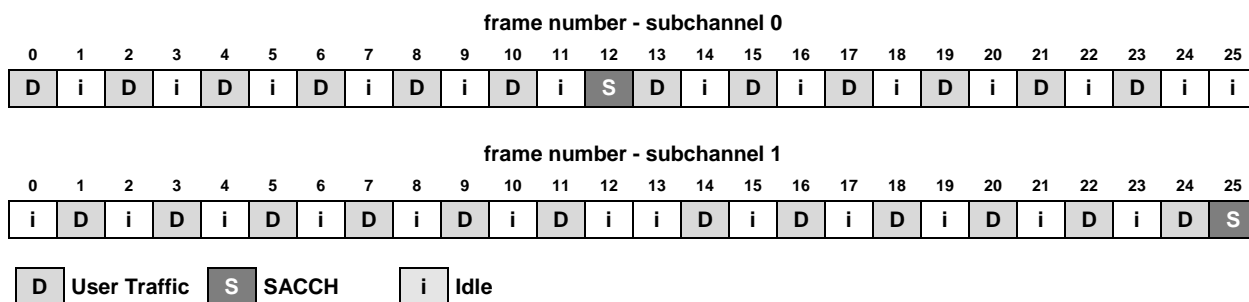 frame number - subchannel 0
0 1 2 3 4 5 6 7 8 9 10 11 12 13 14 15 16 17 18 19 20 21 22 23 24 25
D i D i D i D i D i D i S D i D i D i D i D i D i i
frame number - subchannel 1
0 1 2 3 4 5 6 7 8 9 10 11 12 13 14 15 16 17 18 19 20 21 22 23 24 25
i D i D i D i D i D i D i i D i D i D i D i D i D S
D User Traffic S SACCH i Idle